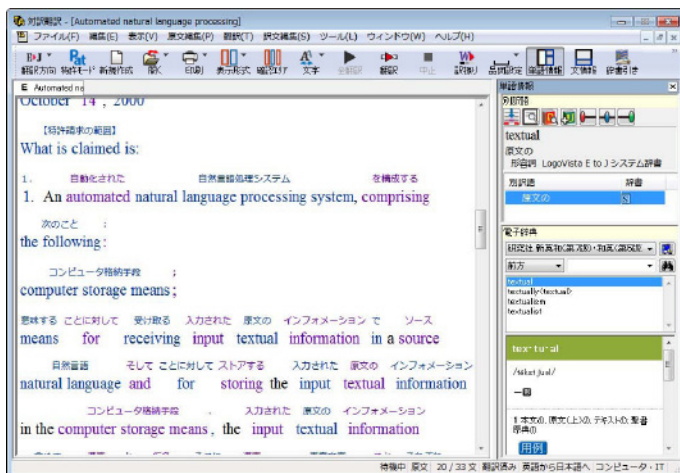 対訳翻訳 - [Automated natural language processing]
ファイル(F) 編集(E) 表示(V) 原文編集(P) 翻訳(T) 訳文編集(S) ツール(L) ウィンドウ(W) ヘルプ(H)
E▸J Pat
翻訳方向 特許モード 新規作成 開く 印刷 表示形式 確認エリア 文字 全翻訳 翻訳 中止 訳振り 品詞設定 単語情報 文情報 辞書引き
E Automated na
October 14 , 2000
【特許請求の範囲】
What is claimed is:
1. 自動化された 自然言語処理システム を構成する
1. An automated natural language processing system, comprising
次のこと :
the following:
コンピュータ格納手段 ;
computer storage means;
意味する ことに対して 受け取る 入力された 原文の インフォメーション で ソース
means for receiving input textual information in a source
自然言語 そして ことに対して ストアする 入力された 原文の インフォメーション
natural language and for storing the input textual information
コンピュータ格納手段 , 入力された 原文の インフォメーション
in the computer storage means, the input textual information
単語情報
別訳語
textual
原文の
形容詞 LogoVista E to J システム辞書
別訳語 辞書
原文の S
電子辞典
前方
textual
textually(textual)
textualism
textualist
tex·tu·al
1 本文の, 原文(上)の, テキストの; 聖書原典の
用例
待機中 原文 20 / 33 文 翻訳済み 英語から日本語へ コンピュータ・IT